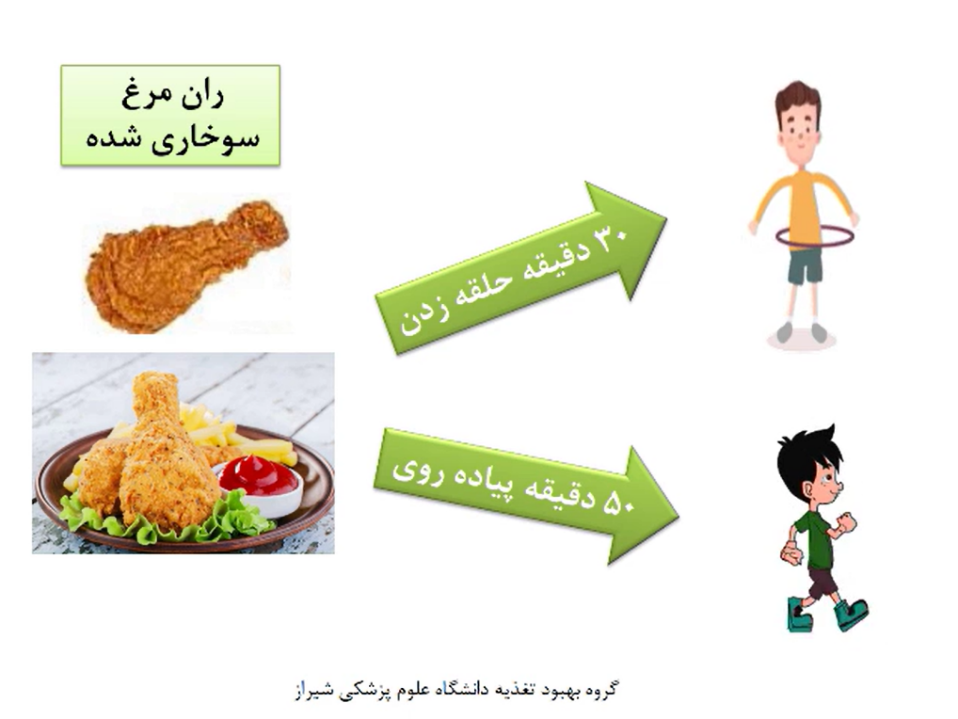 ران مرغ
سوخاری شده
۳۰ دقیقه حلقه زدن
۵۰ دقیقه پیاده روی
گروه بهبود تغذیه دانشگاه علوم پزشکی شیراز